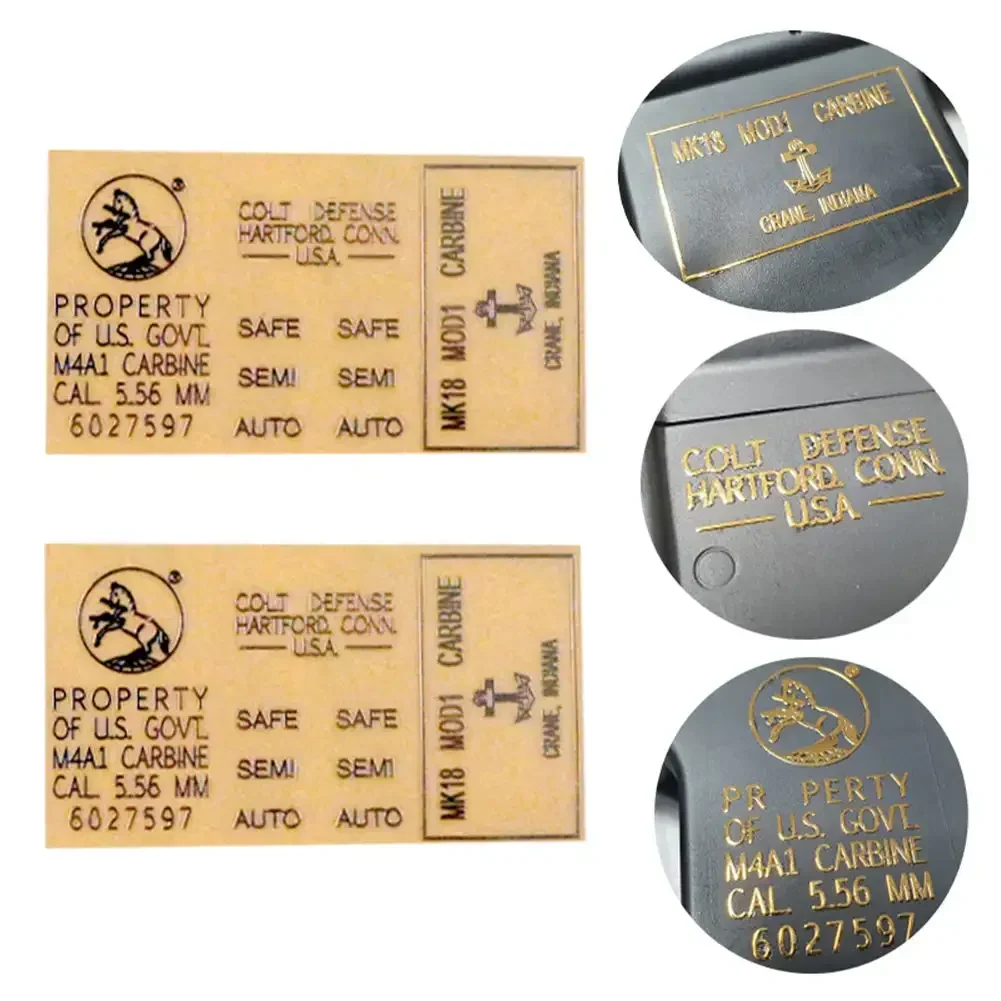 ®
COLT DEFENSE
HARTFORD. CONN.
U.S.A.
PROPERTY
OF U.S. GOVT.
M4A1 CARBINE
CAL. 5.56 MM
6027597
SAFE SAFE
SEMI SEMI
AUTO AUTO
MK18 MOD1 CARBINE
CRANE, INDIANA
®
COLT DEFENSE
HARTFORD. CONN.
U.S.A.
PROPERTY
OF U.S. GOVT.
M4A1 CARBINE
CAL. 5.56 MM
6027597
SAFE SAFE
SEMI SEMI
AUTO AUTO
MK18 MOD1 CARBINE
CRANE, INDIANA
MK18 MOD1 CARBINE
CRANE, INDIANA
COLT DEFENSE
HARTFORD. CONN.
U.S.A.
®
PR PERTY
OF U.S. GOVT.
M4A1 CARBINE
CAL. 5.56 MM
6027597